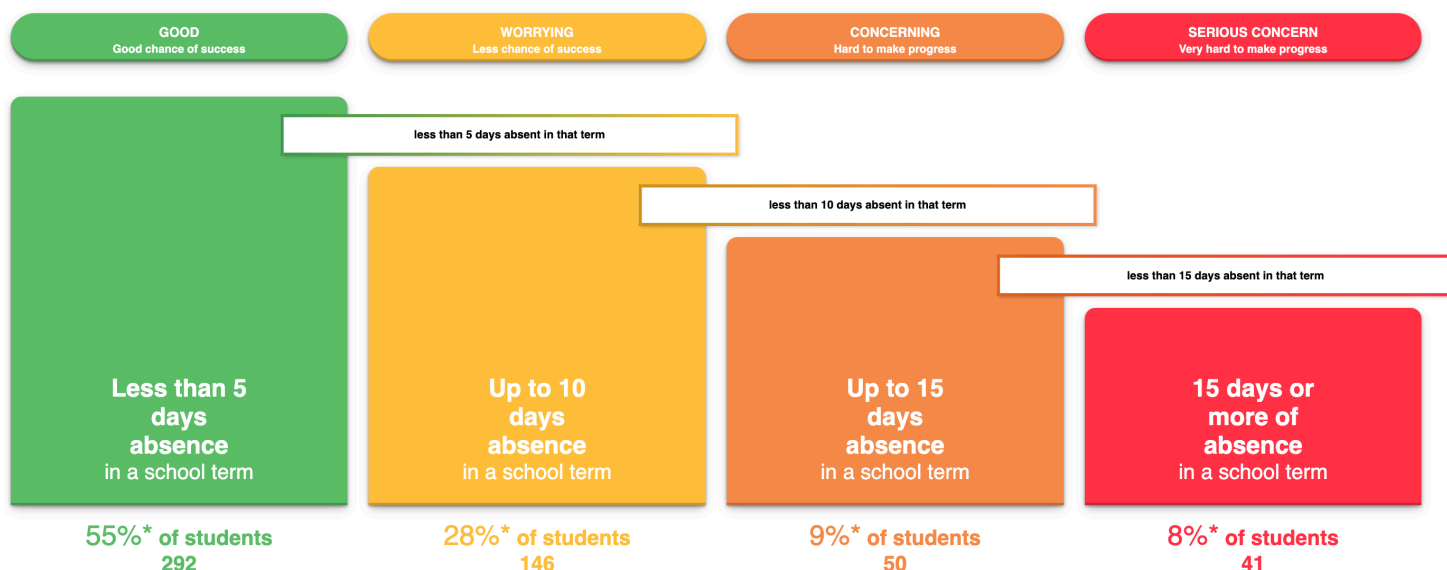 GOOD
Good chance of success
WORRYING
Less chance of success
CONCERNING
Hard to make progress
SERIOUS CONCERN
Very hard to make progress
less than 5 days absent in that term
less than 10 days absent in that term
less than 15 days absent in that term
Less than 5
days
absence
in a school term
Up to 10
days
absence
in a school term
Up to 15
days
absence
in a school term
15 days or
more of
absence
in a school term
55%* of students
292
28%* of students
146
9%* of students
50
8%* of students
41